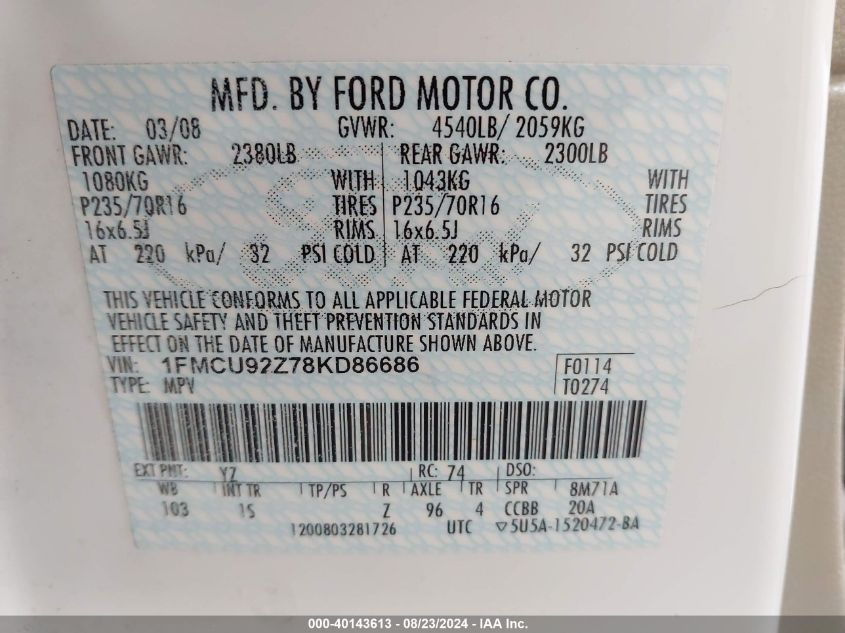 MFD. BY FORD MOTOR CO.
DATE: 03/08 GVWR: 4540LB/ 2059KG
FRONT GAWR: 2380LB REAR GAWR: 2300LB
1080KG WITH 1043KG WITH
P235/70R16 TIRES P235/70R16 TIRES
16x6.5J RIMS 16x6.5J RIMS
AT 220 kPa/ 32 PSI COLD AT 220 kPa/ 32 PSI COLD
THIS VEHICLE CONFORMS TO ALL APPLICABLE FEDERAL MOTOR
VEHICLE SAFETY AND THEFT PREVENTION STANDARDS IN
EFFECT ON THE DATE OF MANUFACTURE SHOWN ABOVE.
VIN: 1FMCU92Z78KD86686 F0114
TYPE: MPV T0274
EXT PNT: YZ RC: 74 DSO:
WB INT TR TP/PS R AXLE TR SPR 8M71A
103 1S Z 96 4 CCBB 20A
1200803281726 UTC ▽5U5A-1520472-BA
000-40143613 - 08/23/2024 - IAA Inc.